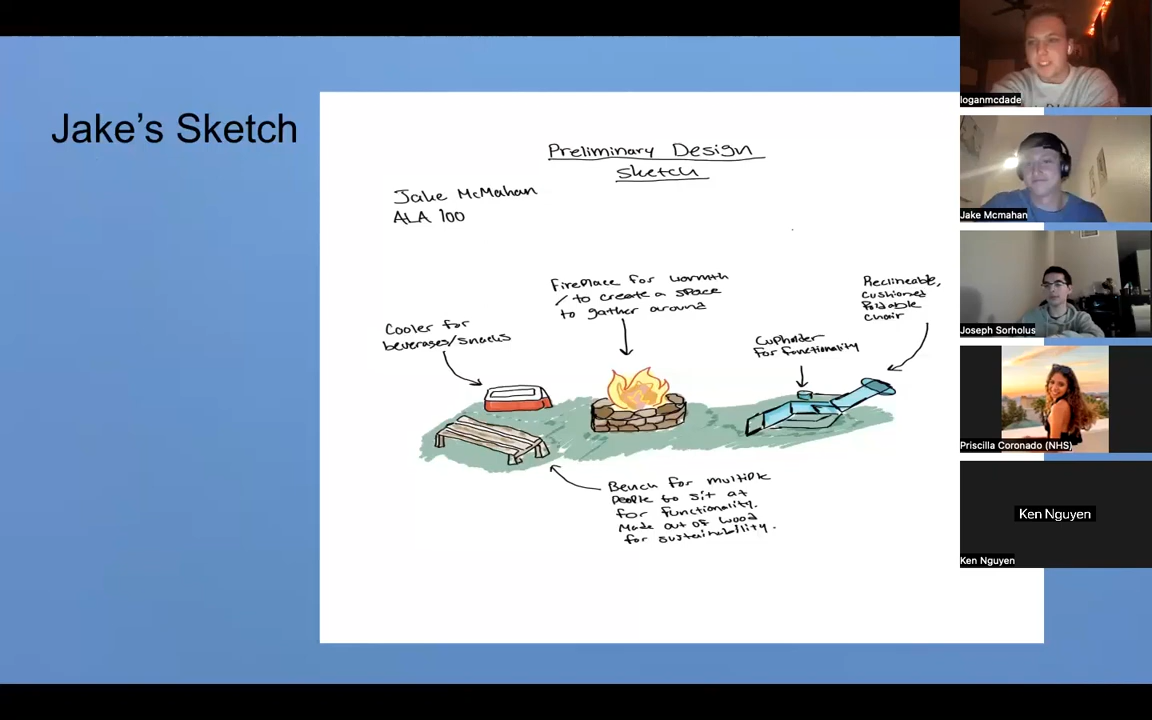 Jake's Sketch
Preliminary Design
Sketch
Jake McMahan
ALA 100
Fireplace for warmth
/ to create a space
to gather around
Reclineable,
Cushioned
Foldable
Chair
Cooler for
beverages/snacks
Cupholder
for functionality
Bench for multiple
people to sit at
for functionality.
Made out of wood
for sustainability.
loganmcdade
Jake Mcmahan
Joseph Sorholus
Priscilla Coronado (NHS)
Ken Nguyen
Ken Nguyen